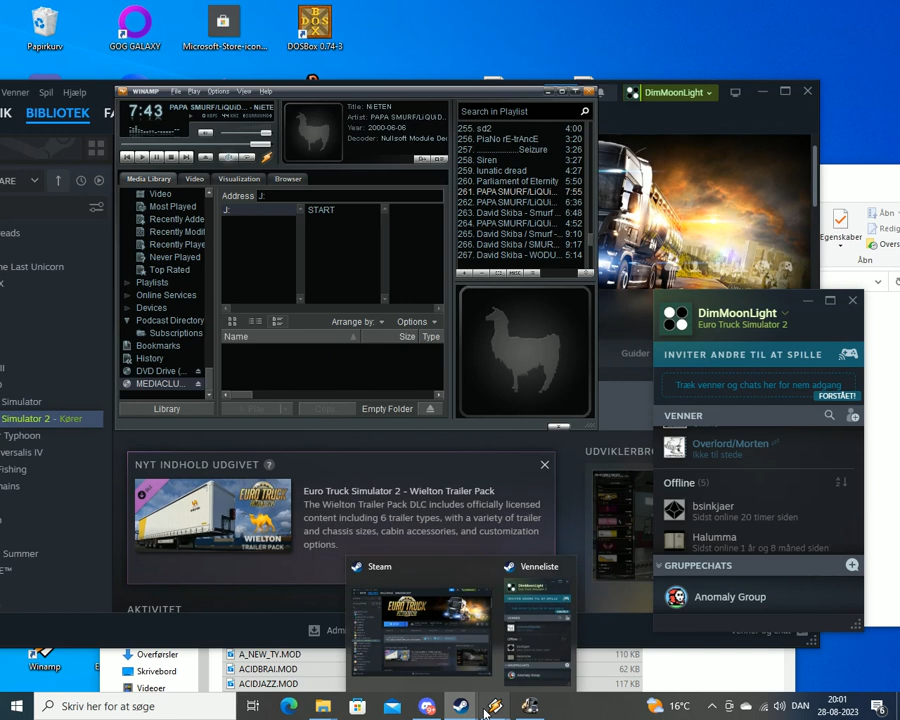 Papirkurv
GOG GALAXY
Microsoft-Store-icon...
DOSBox 0.74-3
Venner Spil Hjælp
BIBLIOTEK
DimMoonLight
WINAMP File Play Options View Help
7:43
PAPA SMURF/LIQUID... - NiETE
Title: NiETEN
Artist: PAPA SMURF/LIQUID...
Year: 2000-06-06
Decoder: Nullsoft Module Dec
Search in Playlist
255. sd2 4:00
256. PiaNo rE-trAncE 3:20
257. ..................Seizure 3:26
258. Siren 3:27
259. lunatic dread 4:27
260. Parliament of Eternity 5:50
261. PAPA SMURF/LIQUi... 7:55
262. PAPA SMURF/LIQUi... 6:36
263. David Skiba - Smurf -... 6:48
264. PAPA SMURF/LIQUi... 4:52
265. David Skiba / Smurf -... 9:10
266. David Skiba / SMUR... 9:17
267. David Skiba - WODU... 5:14
MISC
Media Library Video Visualization Browser
Video
Most Played
Recently Adde
Recently Modif
Recently Playe
Never Played
Top Rated
Playlists
Online Services
Devices
Podcast Directory
Subscriptions
Bookmarks
History
DVD Drive (...
MEDIACLU...
Library
Address J:
J:
START
Arrange by: Options
Name Size Type
Empty Folder
Egenskaber
Åbn
Redig
Overs
Åbn
he Last Unicorn
Simulator
Simulator 2 - Kører
Typhoon
versalis IV
Fishing
Summer
Guider
DimMoonLight
Euro Truck Simulator 2
INVITER ANDRE TIL AT SPILLE
Træk venner og chats her for nem adgang
FORSTÅET!
VENNER
Overlord/Morten
Ikke til stede
Offline (5)
bsinkjaer
Sidst online 20 timer siden
Halumma
Sidst online 1 år og 8 måned siden
GRUPPECHATS
Anomaly Group
NYT INDHOLD UDGIVET ?
UDVIKLERBRO
EURO TRUCK
WIELTON
Euro Truck Simulator 2 - Wielton Trailer Pack
The Wielton Trailer Pack DLC includes officially licensed
content including 6 trailer types, with a variety of trailer
and chassis sizes, cabin accessories, and customization
options.
AKTIVITET
Steam
Venneliste
EURO TRUCK
Winamp
Overførsler
Skrivebord
Videoer
A_NEW_TY.MOD 110 KB
ACIDBRAI.MOD 62 KB
ACIDJAZZ.MOD 117 KB
Skriv her for at søge
16°C
DAN
20:01
28-08-2023